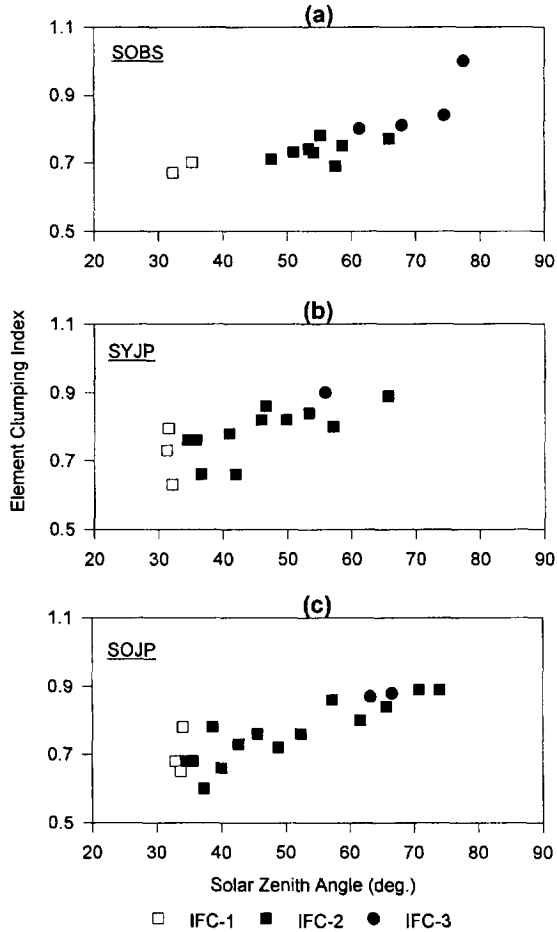 (a)
SOBS
1.1
0.9
0.7
0.5
20 30 40 50 60 70 80 90
(b)
SYJP
1.1
0.9
0.7
0.5
20 30 40 50 60 70 80 90
Element Clumping Index
(c)
SOJP
1.1
0.9
0.7
0.5
20 30 40 50 60 70 80 90
Solar Zenith Angle (deg.)
IFC-1 IFC-2 IFC-3